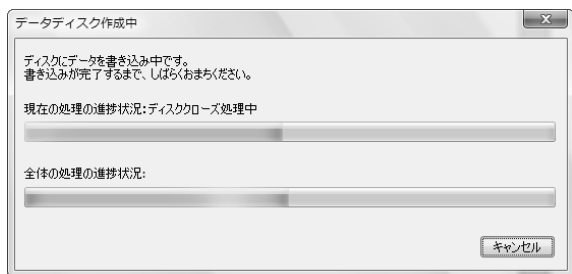 データディスク作成中
ディスクにデータを書き込み中です。
書き込みが完了するまで、しばらくおまちください。
現在の処理の進捗状況:ディスククローズ処理中
全体の処理の進捗状況:
キャンセル